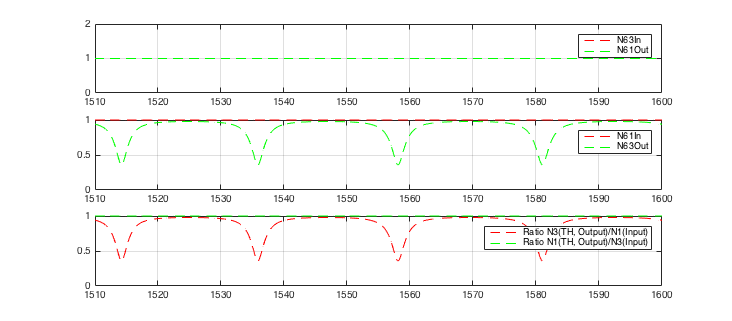 2
1
0
1510 1520 1530 1540 1550 1560 1570 1580 1590 1600
N63In
N61Out
1
0.5
0
1510 1520 1530 1540 1550 1560 1570 1580 1590 1600
N61In
N63Out
1
0.5
0
1510 1520 1530 1540 1550 1560 1570 1580 1590 1600
Ratio N3(TH, Output)/N1(Input)
Ratio N1(TH, Output)/N3(Input)